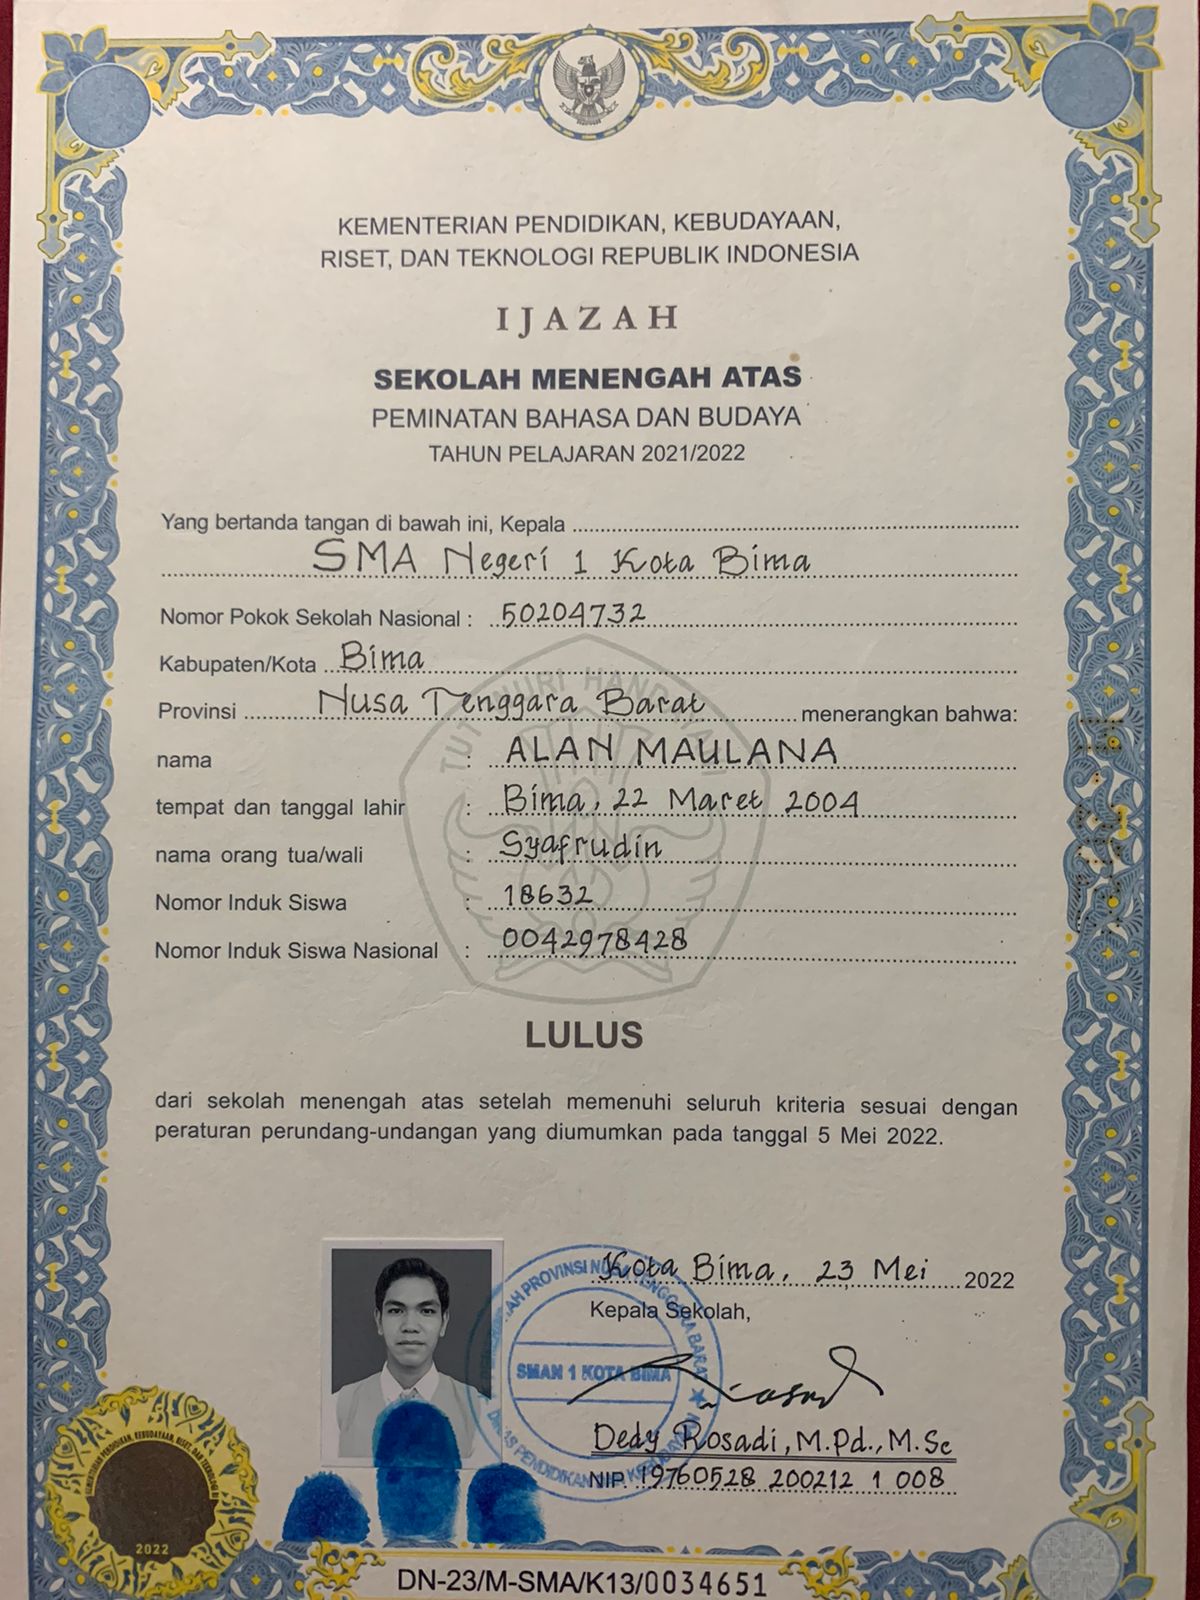 KEMENTERIAN PENDIDIKAN, KEBUDAYAAN,
RISET, DAN TEKNOLOGI REPUBLIK INDONESIA
IJAZAH
SEKOLAH MENENGAH ATAS
PEMINATAN BAHASA DAN BUDAYA
TAHUN PELAJARAN 2021/2022
Yang bertanda tangan di bawah ini, Kepala
SMA Negeri 1 Kota Bima
Nomor Pokok Sekolah Nasional : 50204732
Kabupaten/Kota Bima
Provinsi Nusa Tenggara Barat menerangkan bahwa:
nama : ALAN MAULANA
tempat dan tanggal lahir : Bima, 22 Maret 2004
nama orang tua/wali : Syafrudin
Nomor Induk Siswa : 18632
Nomor Induk Siswa Nasional : 0042978428
LULUS
dari sekolah menengah atas setelah memenuhi seluruh kriteria sesuai dengan
peraturan perundang-undangan yang diumumkan pada tanggal 5 Mei 2022.
Kota Bima, 23 Mei 2022
Kepala Sekolah,
SMAN 1 KOTA BIMA
Dedy Rosadi, M.Pd., M.Sc
NIP. 19760528 200212 1 008
2022
DN-23/M-SMA/K13/0034651